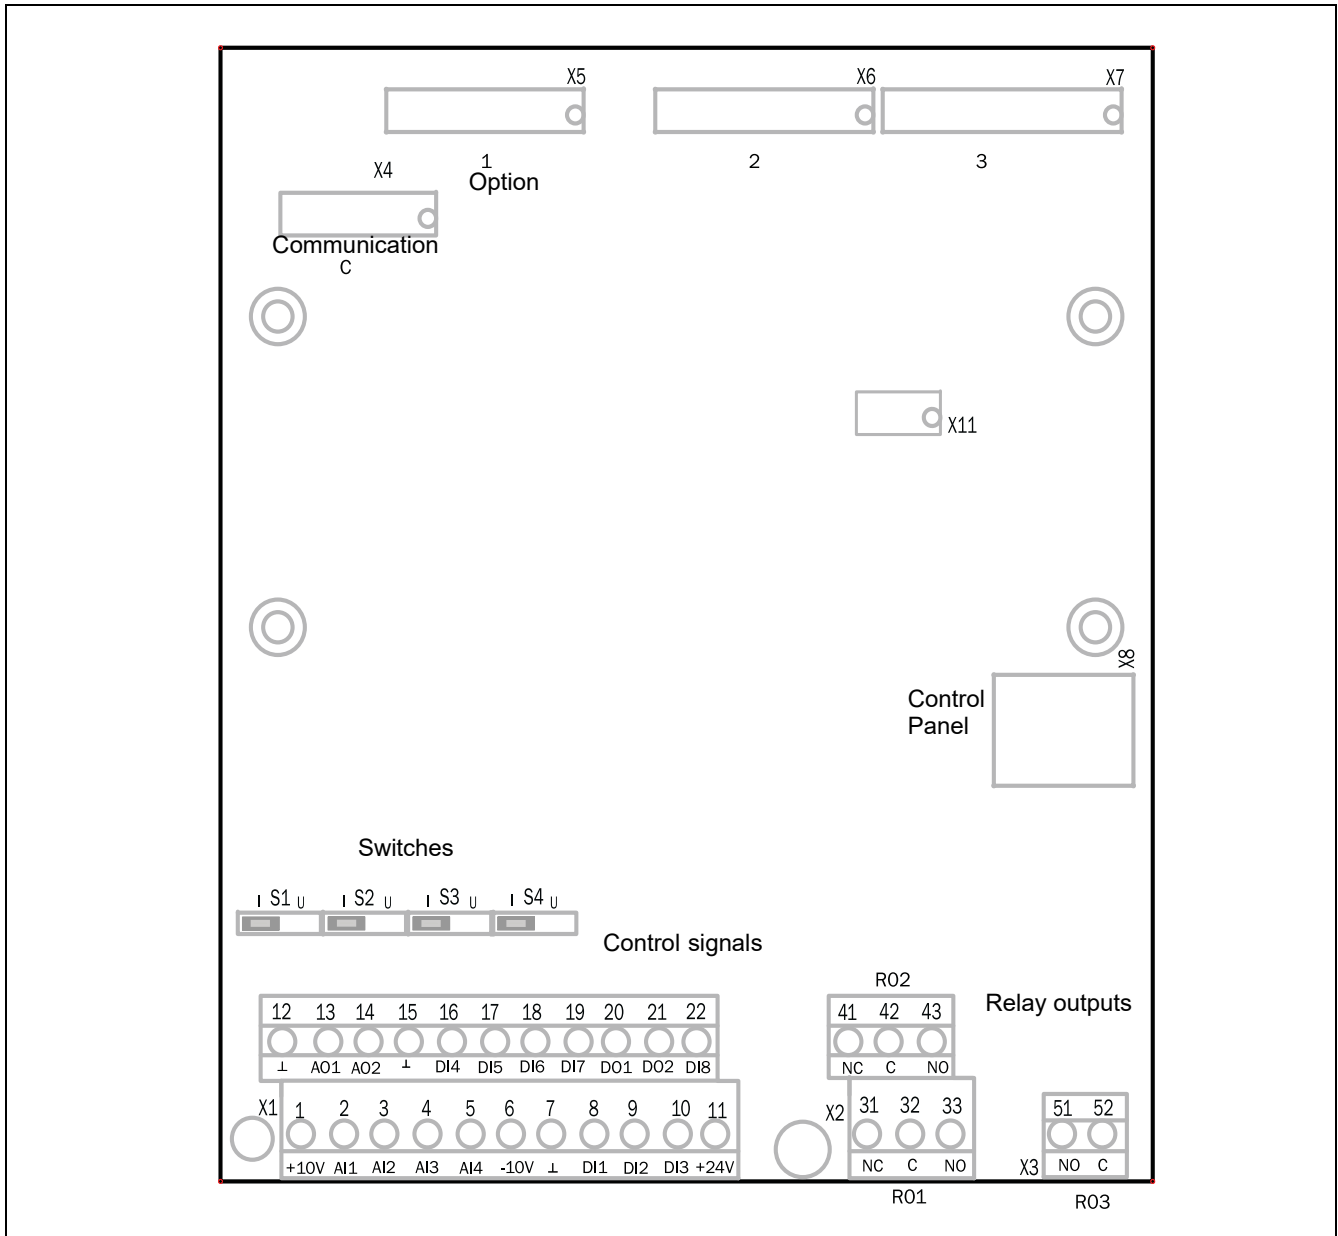 X5 X6 X7
1 2 3
Option
X4
Communication
C
X11
X8
Control
Panel
Switches
I S1 U I S2 U I S3 U I S4 U
Control signals
RO2
Relay outputs
12 13 14 15 16 17 18 19 20 21 22
⊥ AO1 AO2 ⊥ DI4 DI5 DI6 DI7 DO1 DO2 DI8
41 42 43
NC C NO
X1 1 2 3 4 5 6 7 8 9 10 11
+10V AI1 AI2 AI3 AI4 -10V ⊥ DI1 DI2 DI3 +24V
X2 31 32 33
NC C NO
RO1
51 52
X3 NO C
RO3